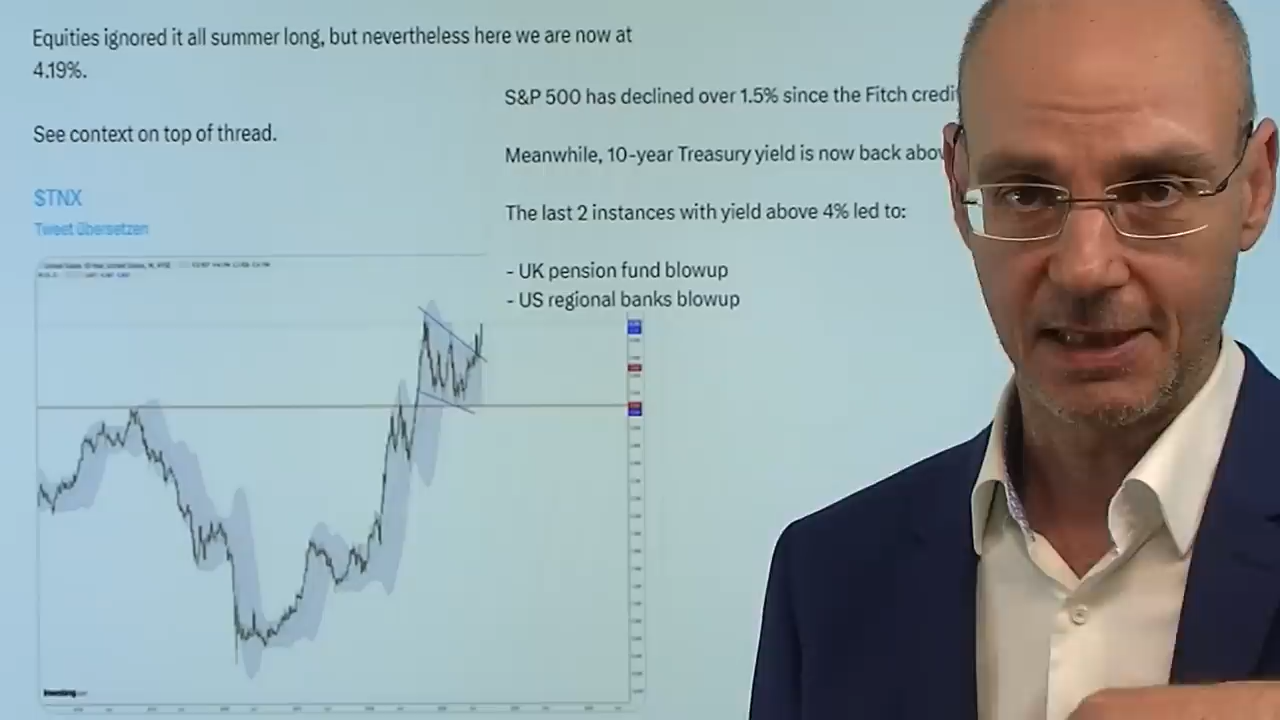 Equities ignored it all summer long, but nevertheless here we are now at
4.19%.
See context on top of thread.
$TNX
Tweet übersetzen
S&P 500 has declined over 1.5% since the Fitch credi
Meanwhile, 10-year Treasury yield is now back abov
The last 2 instances with yield above 4% led to:
- UK pension fund blowup
- US regional banks blowup
Investing